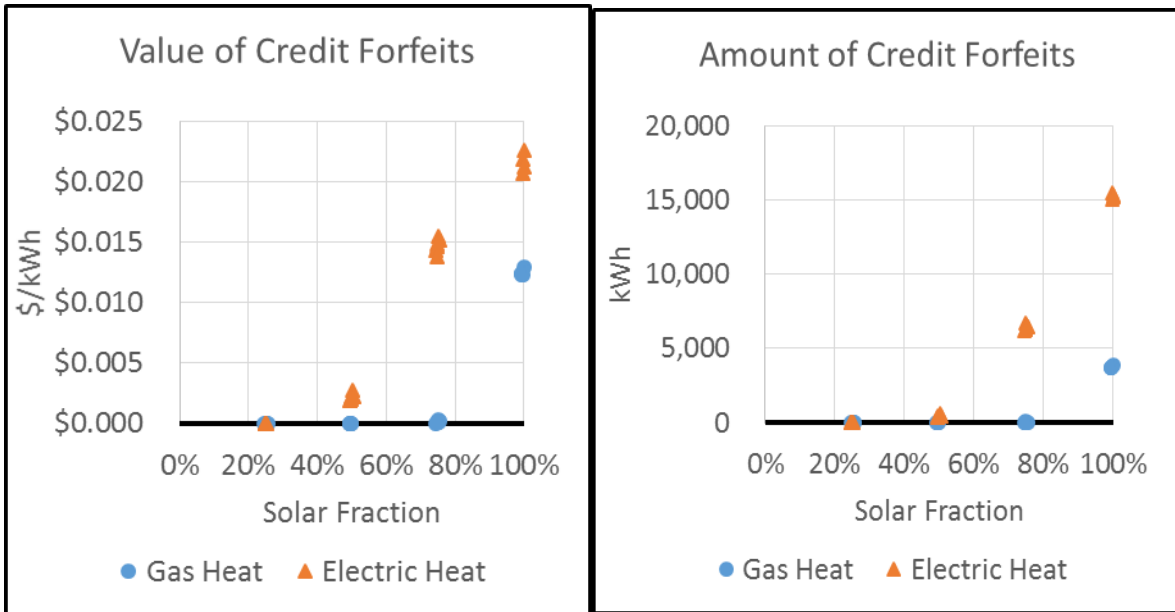 Value of Credit Forfeits
$0.025
$0.020
$0.015
$0.010
$0.005
$0.000
$/kWh
0% 20% 40% 60% 80% 100%
Solar Fraction
Gas Heat Electric Heat
Amount of Credit Forfeits
20,000
15,000
10,000
5,000
0
kWh
0% 20% 40% 60% 80% 100%
Solar Fraction
Gas Heat Electric Heat